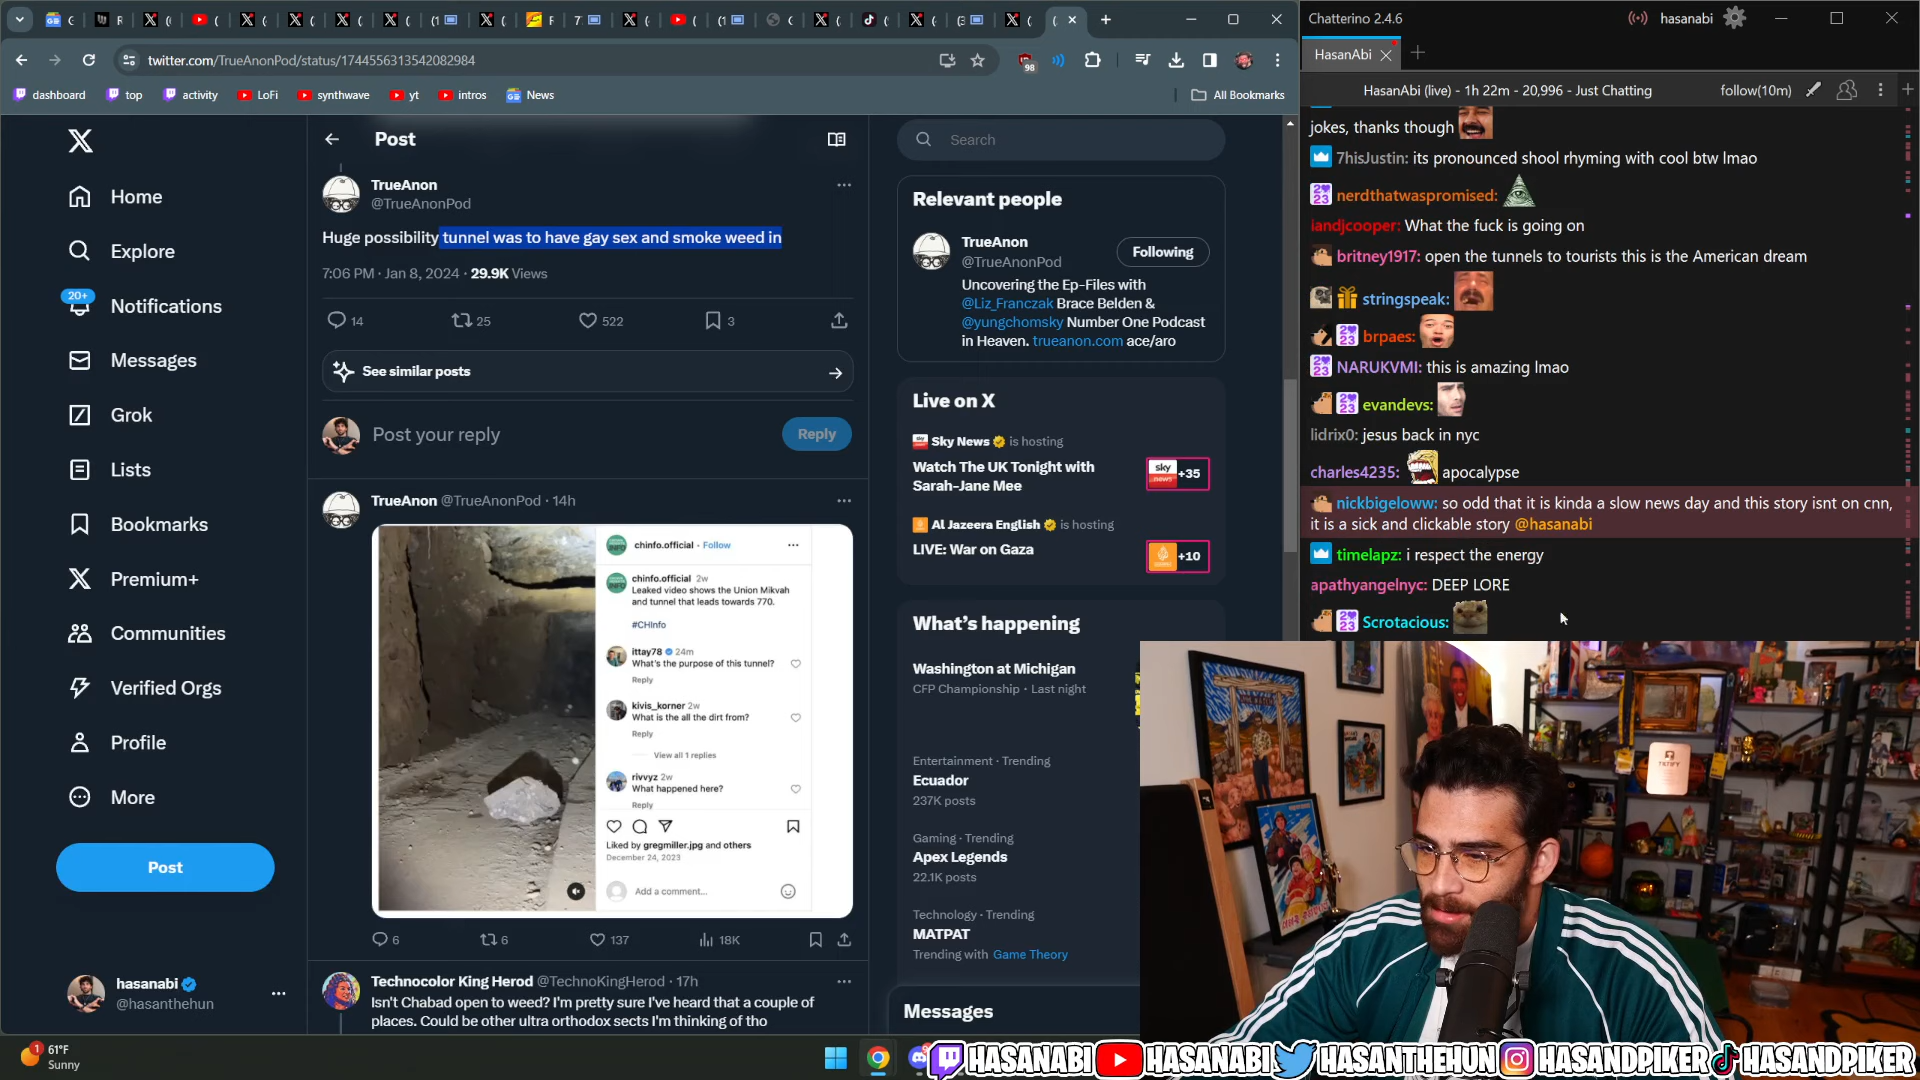 twitter.com/TrueAnonPod/status/1744556313542082984
98
dashboard
top
activity
LoFi
synthwave
yt
intros
News
All Bookmarks
Home
Explore
20+
Notifications
Messages
Grok
Lists
Bookmarks
Premium+
Communities
Verified Orgs
Profile
More
Post
hasanabi
@hasanthehun
Post
TrueAnon
@TrueAnonPod
Huge possibility tunnel was to have gay sex and smoke weed in
7:06 PM · Jan 8, 2024 · 29.9K Views
14
25
522
3
See similar posts
Post your reply
Reply
TrueAnon @TrueAnonPod · 14h
chinfo.official · Follow
chinfo.official 2w
Leaked video shows the Union Mikvah
and tunnel that leads towards 770.
#CHInfo
ittay78 24m
What's the purpose of this tunnel?
Reply
kivis_korner 2w
What is the all the dirt from?
Reply
View all 1 replies
rivvyz 2w
What happened here?
Reply
Liked by gregmiller.jpg and others
December 24, 2023
Add a comment...
6
6
137
18K
Technocolor King Herod @TechnoKingHerod · 17h
Isn't Chabad open to weed? I'm pretty sure I've heard that a couple of
places. Could be other ultra orthodox sects I'm thinking of tho
Search
Relevant people
TrueAnon
@TrueAnonPod
Following
Uncovering the Ep-Files with
@Liz_Franczak Brace Belden &
@yungchomsky Number One Podcast
in Heaven. trueanon.com ace/aro
Live on X
Sky News is hosting
Watch The UK Tonight with
Sarah-Jane Mee
sky
news
+35
Al Jazeera English is hosting
LIVE: War on Gaza
+10
What's happening
Washington at Michigan
CFP Championship · Last night
Entertainment · Trending
Ecuador
237K posts
Gaming · Trending
Apex Legends
22.1K posts
Technology · Trending
MATPAT
Trending with Game Theory
Messages
Chatterino 2.4.6
hasanabi
HasanAbi
HasanAbi (live) - 1h 22m - 20,996 - Just Chatting
follow(10m)
jokes, thanks though
7hisJustin: its pronounced shool rhyming with cool btw lmao
nerdthatwaspromised:
iandjcooper: What the fuck is going on
britney1917: open the tunnels to tourists this is the American dream
stringspeak:
brpaes:
NARUKVMI: this is amazing lmao
evandevs:
lidrix0: jesus back in nyc
charles4235: apocalypse
nickbigeloww: so odd that it is kinda a slow news day and this story isnt on cnn,
it is a sick and clickable story @hasanabi
timelapz: i respect the energy
apathyangelnyc: DEEP LORE
Scrotacious:
1
61°F
Sunny
HASANABI
HASANABI
HASANTHEHUN
HASANDPIKER
HASANDPIKER